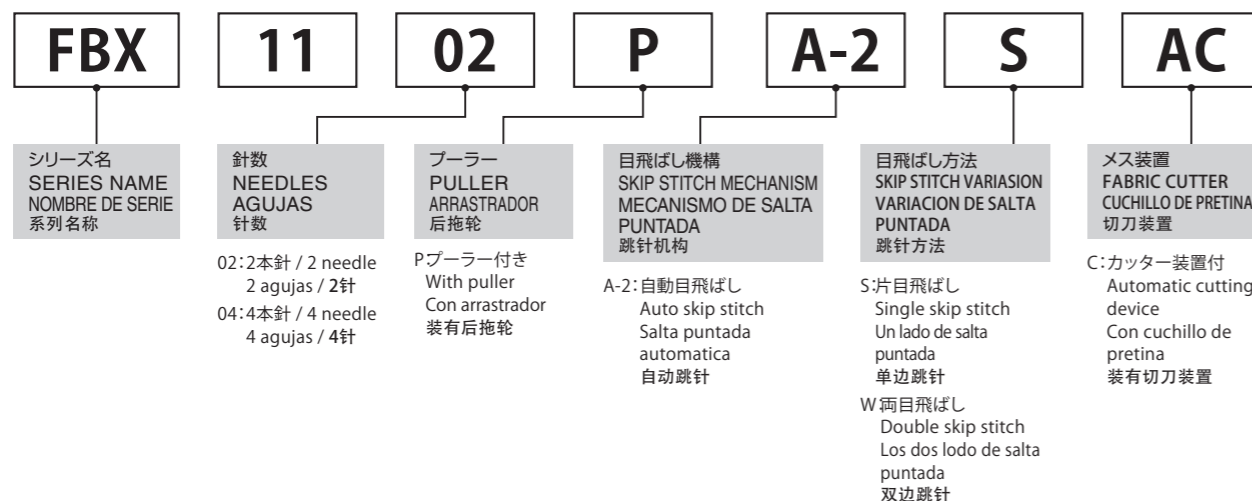 FBX 11 02 P A-2 S AC
シリーズ名
SERIES NAME
NOMBRE DE SERIE
系列名称
針数
NEEDLES
AGUJAS
针数
02:2本針 / 2 needle
2 agujas / 2针
04:4本針 / 4 needle
4 agujas / 4针
プーラー
PULLER
ARRASTRADOR
后拖轮
Pプーラー付き
With puller
Con arrastrador
装有后拖轮
目飛ばし機構
SKIP STITCH MECHANISM
MECANISMO DE SALTA
PUNTADA
跳针机构
A-2:自動目飛ばし
Auto skip stitch
Salta puntada
automatica
自动跳针
目飛ばし方法
SKIP STITCH VARIASION
VARIACION DE SALTA
PUNTADA
跳针方法
S:片目飛ばし
Single skip stitch
Un lado de salta
puntada
单边跳针
W:両目飛ばし
Double skip stitch
Los dos lodo de salta
puntada
双边跳针
メス装置
FABRIC CUTTER
CUCHILLO DE PRETINA
切刀装置
C:カッター装置付
Automatic cutting
device
Con cuchillo de
pretina
装有切刀装置